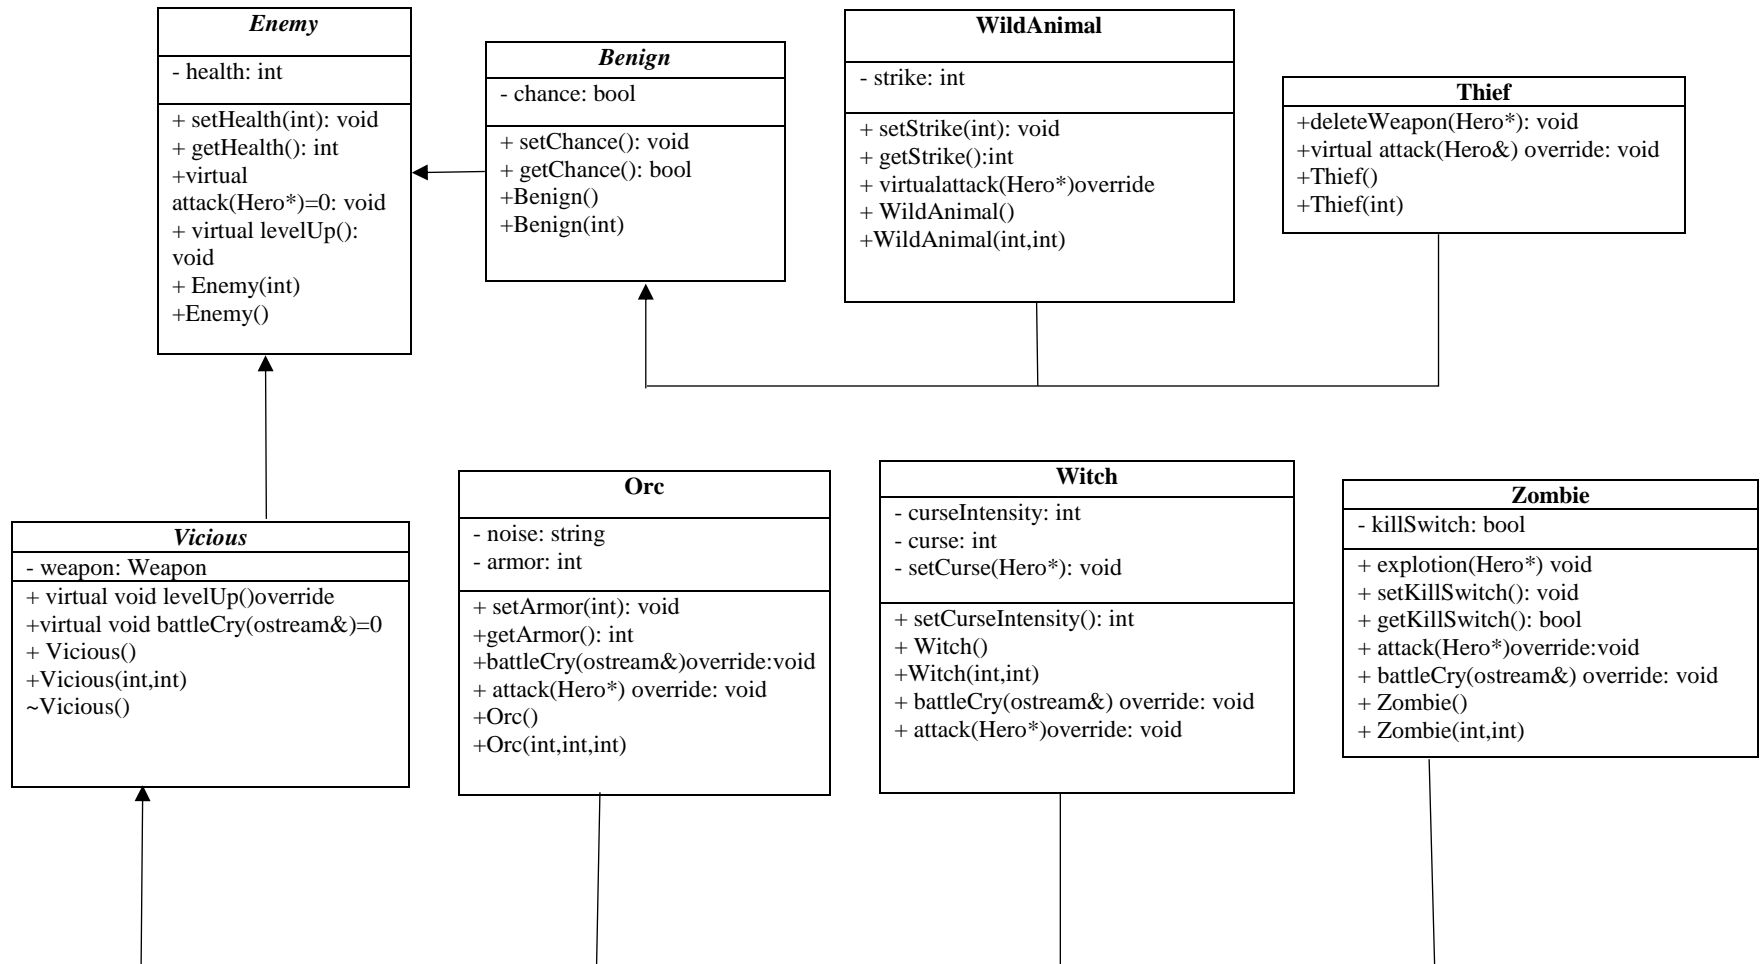 Enemy
- health: int
+ setHealth(int): void
+ getHealth(): int
+virtual
attack(Hero*)=0: void
+ virtual levelUp():
void
+ Enemy(int)
+Enemy()
Benign
- chance: bool
+ setChance(): void
+ getChance(): bool
+Benign()
+Benign(int)
WildAnimal
- strike: int
+ setStrike(int): void
+ getStrike():int
+ virtualattack(Hero*)override
+ WildAnimal()
+WildAnimal(int,int)
Thief
+deleteWeapon(Hero*): void
+virtual attack(Hero&) override: void
+Thief()
+Thief(int)
Vicious
- weapon: Weapon
+ virtual void levelUp()override
+virtual void battleCry(ostream&)=0
+ Vicious()
+Vicious(int,int)
~Vicious()
Orc
- noise: string
- armor: int
+ setArmor(int): void
+getArmor(): int
+battleCry(ostream&)override:void
+ attack(Hero*) override: void
+Orc()
+Orc(int,int,int)
Witch
- curseIntensity: int
- curse: int
- setCurse(Hero*): void
+ setCurseIntensity(): int
+ Witch()
+Witch(int,int)
+ battleCry(ostream&) override: void
+ attack(Hero*)override: void
Zombie
- killSwitch: bool
+ explotion(Hero*) void
+ setKillSwitch(): void
+ getKillSwitch(): bool
+ attack(Hero*)override:void
+ battleCry(ostream&) override: void
+ Zombie()
+ Zombie(int,int)